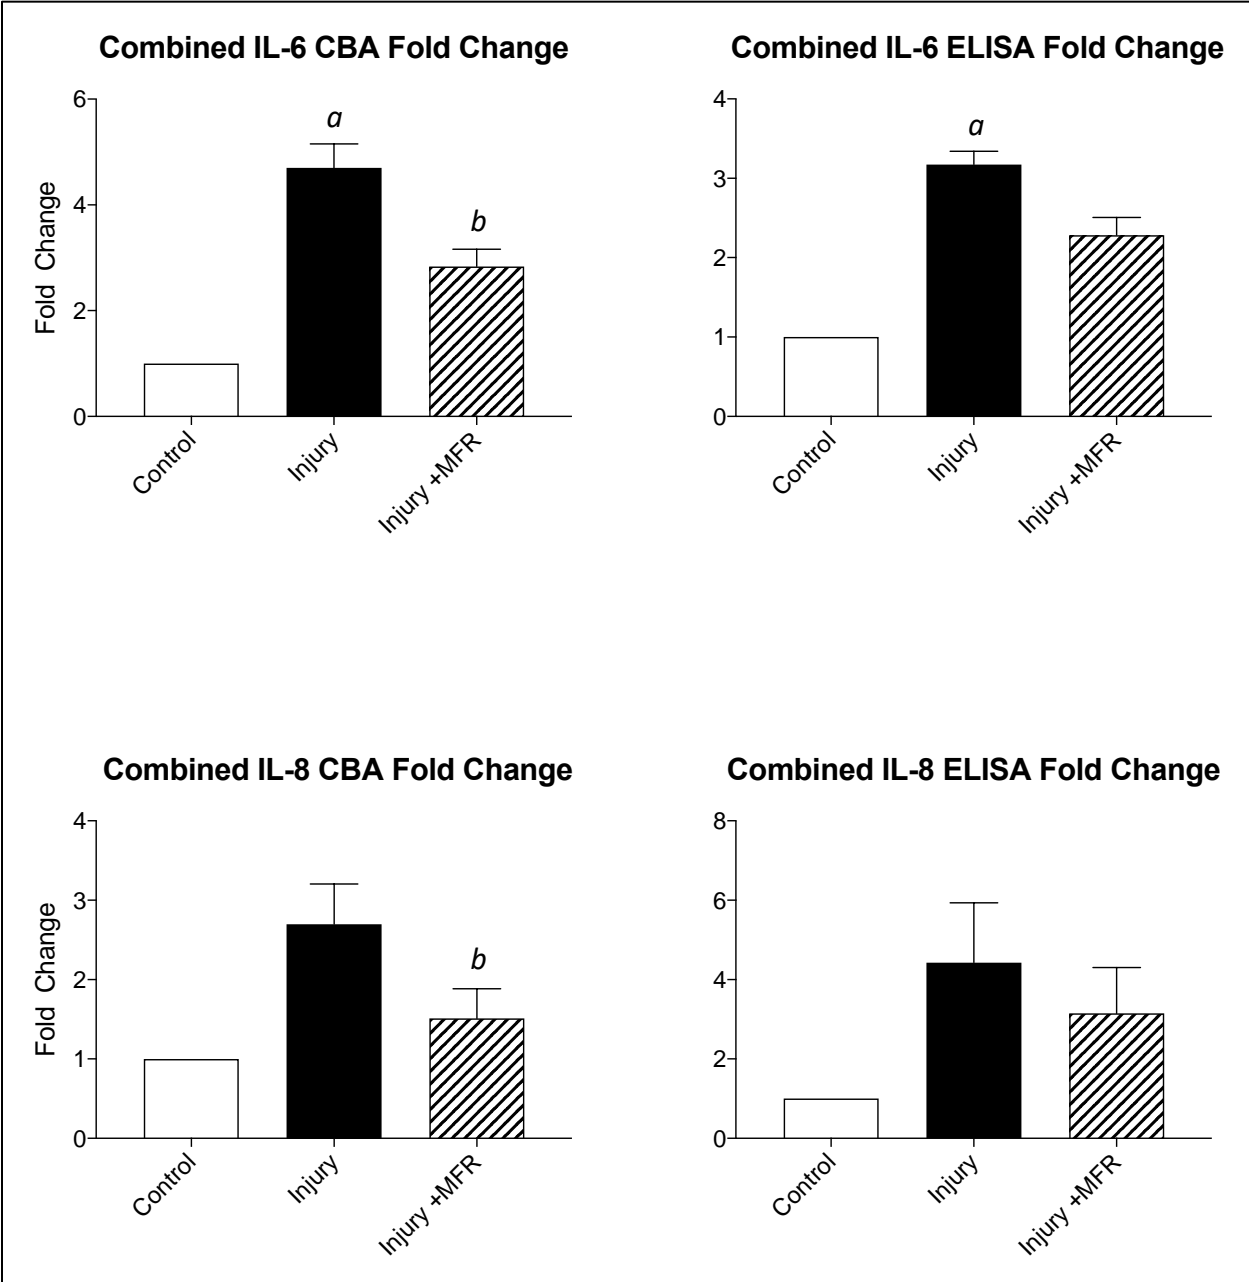 Combined IL-6 CBA Fold Change
6
4
2
0
Fold Change
a
b
Control
Injury
Injury +MFR
Combined IL-6 ELISA Fold Change
4
3
2
1
0
a
Control
Injury
Injury +MFR
Combined IL-8 CBA Fold Change
4
3
2
1
0
Fold Change
b
Control
Injury
Injury +MFR
Combined IL-8 ELISA Fold Change
8
6
4
2
0
Control
Injury
Injury +MFR